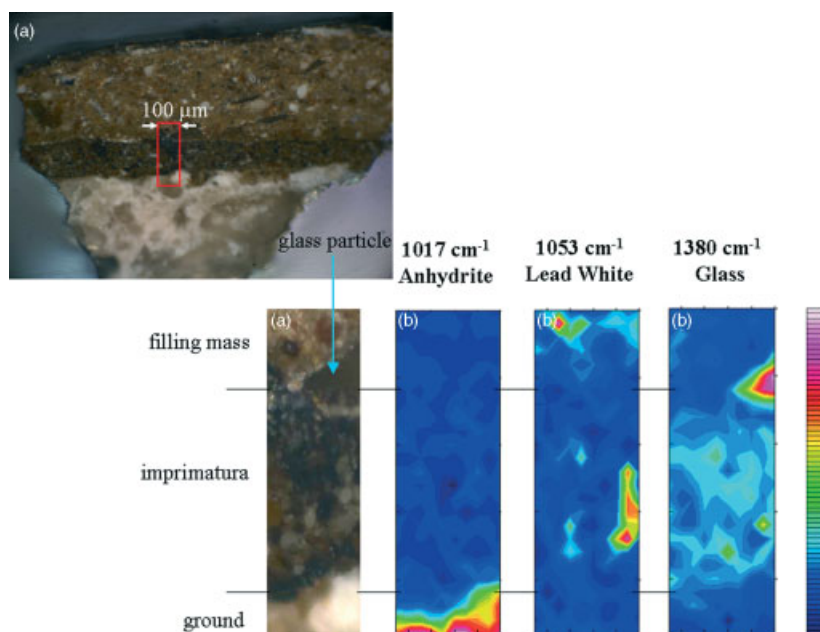 (a)
100 µm
glass particle
1017 cm-1
Anhydrite
1053 cm-1
Lead White
1380 cm-1
Glass
(a)
(b)
(b)
(b)
filling mass
imprimatura
ground